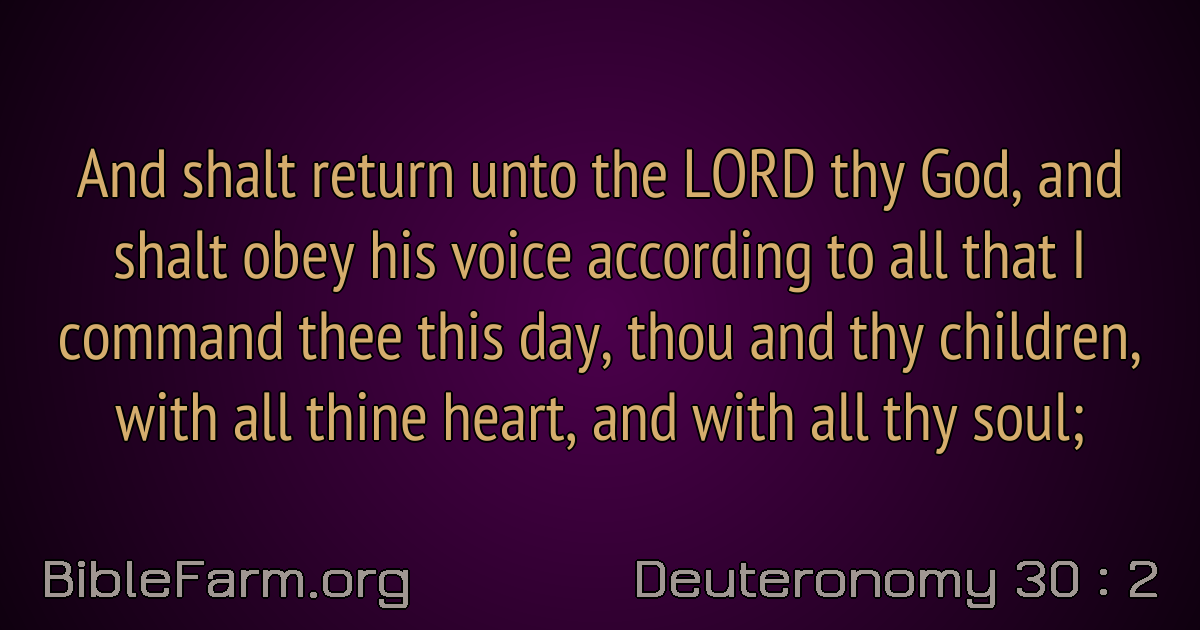 And shalt return unto the LORD thy God, and
shalt obey his voice according to all that I
command thee this day, thou and thy children,
with all thine heart, and with all thy soul;
BibleFarm.org
Deuteronomy 30 : 2